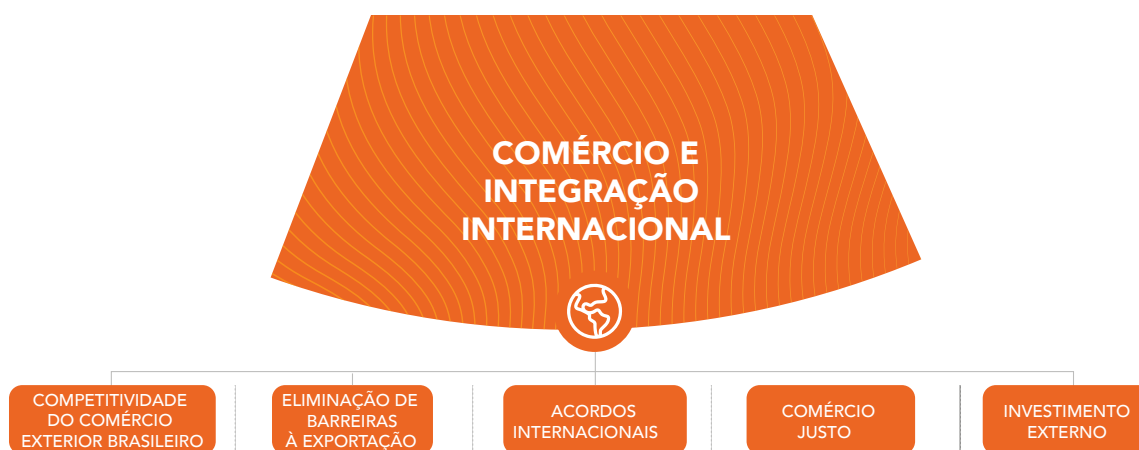 COMÉRCIO E
INTEGRAÇÃO
INTERNACIONAL
COMPETITIVIDADE
DO COMÉRCIO
EXTERIOR BRASILEIRO
ELIMINAÇÃO DE
BARREIRAS
À EXPORTAÇÃO
ACORDOS
INTERNACIONAIS
COMÉRCIO
JUSTO
INVESTIMENTO
EXTERNO